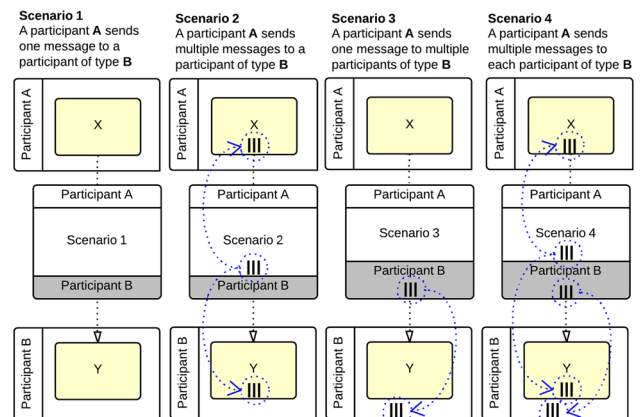 Scenario 1
A participant A sends
one message to a
participant of type B
Scenario 2
A participant A sends
multiple messages to a
participant of type B
Scenario 3
A participant A sends
one message to multiple
participants of type B
Scenario 4
A participant A sends
multiple messages to
each participant of type B
Participant A
X
Participant A
X
Participant A
X
Participant A
X
Participant A
Scenario 1
Participant B
Participant A
Scenario 2
Participant B
Participant A
Scenario 3
Participant B
Participant A
Scenario 4
Participant B
Participant B
Y
Participant B
Y
Participant B
Y
Participant B
Y